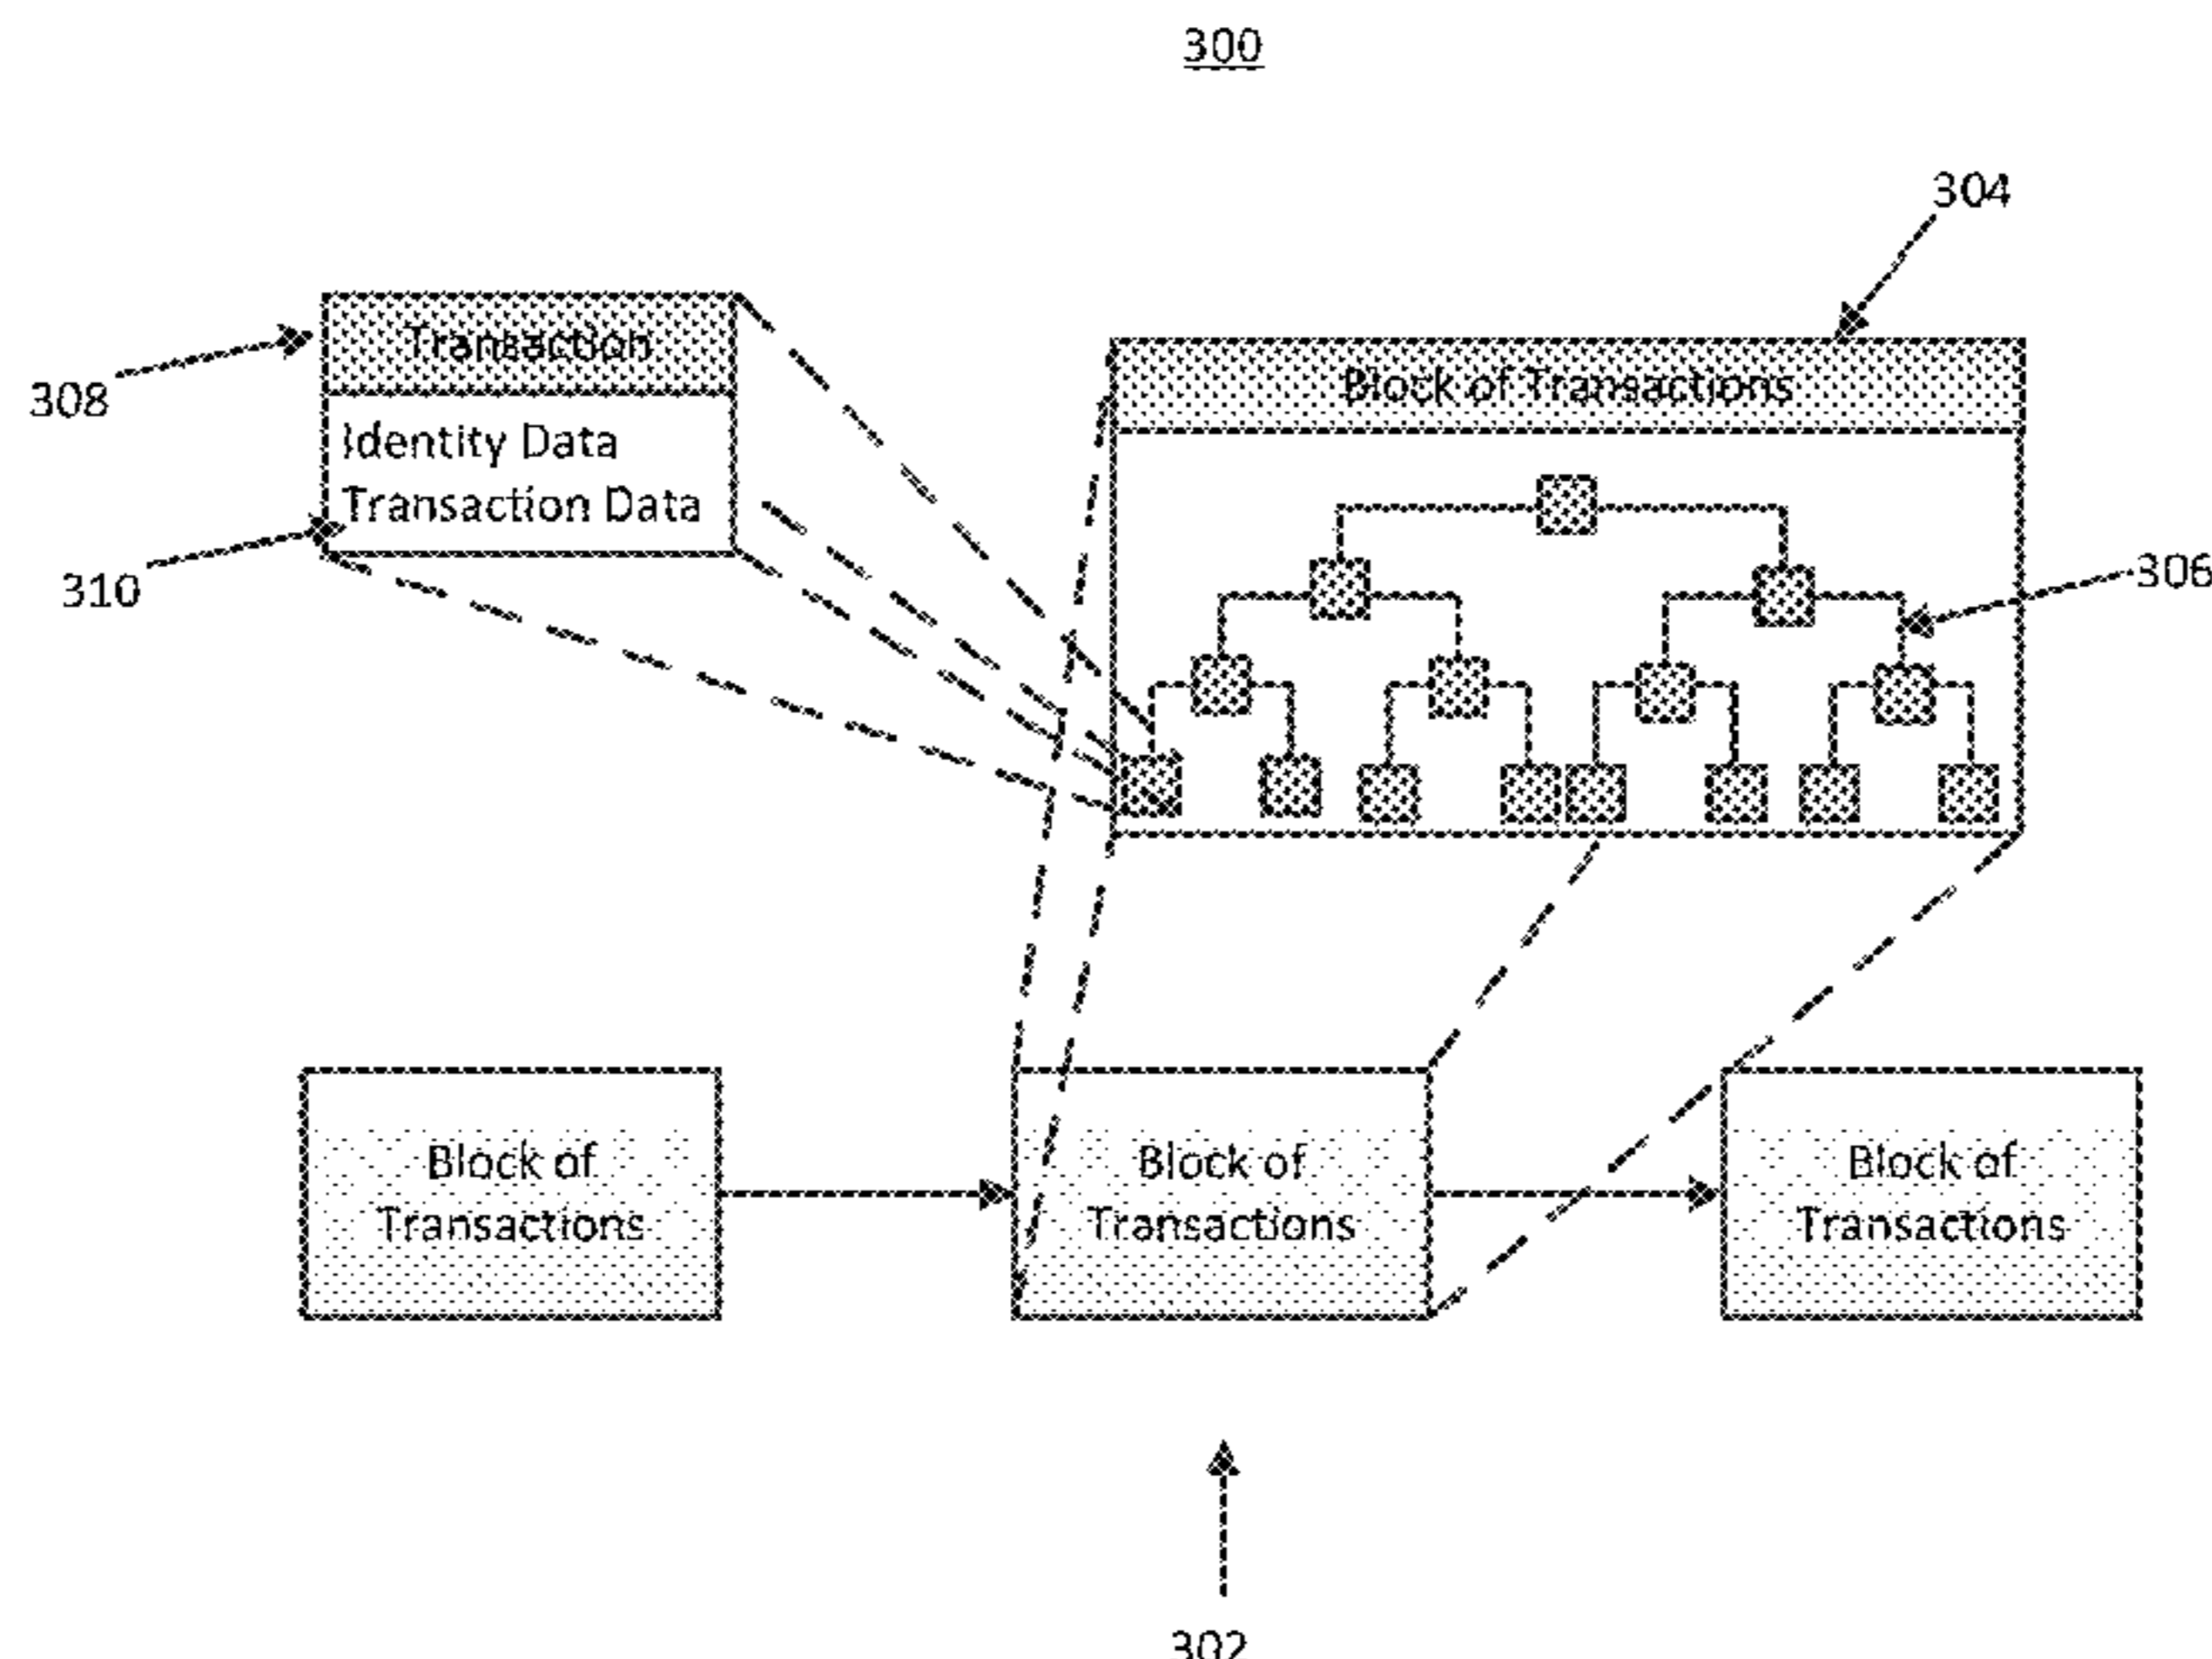 300
304
Transaction
308
Block of Transactions
Identity Data
Transaction Data
310
306
Block of
Transactions
Block of
Transactions
Block of
Transactions
302